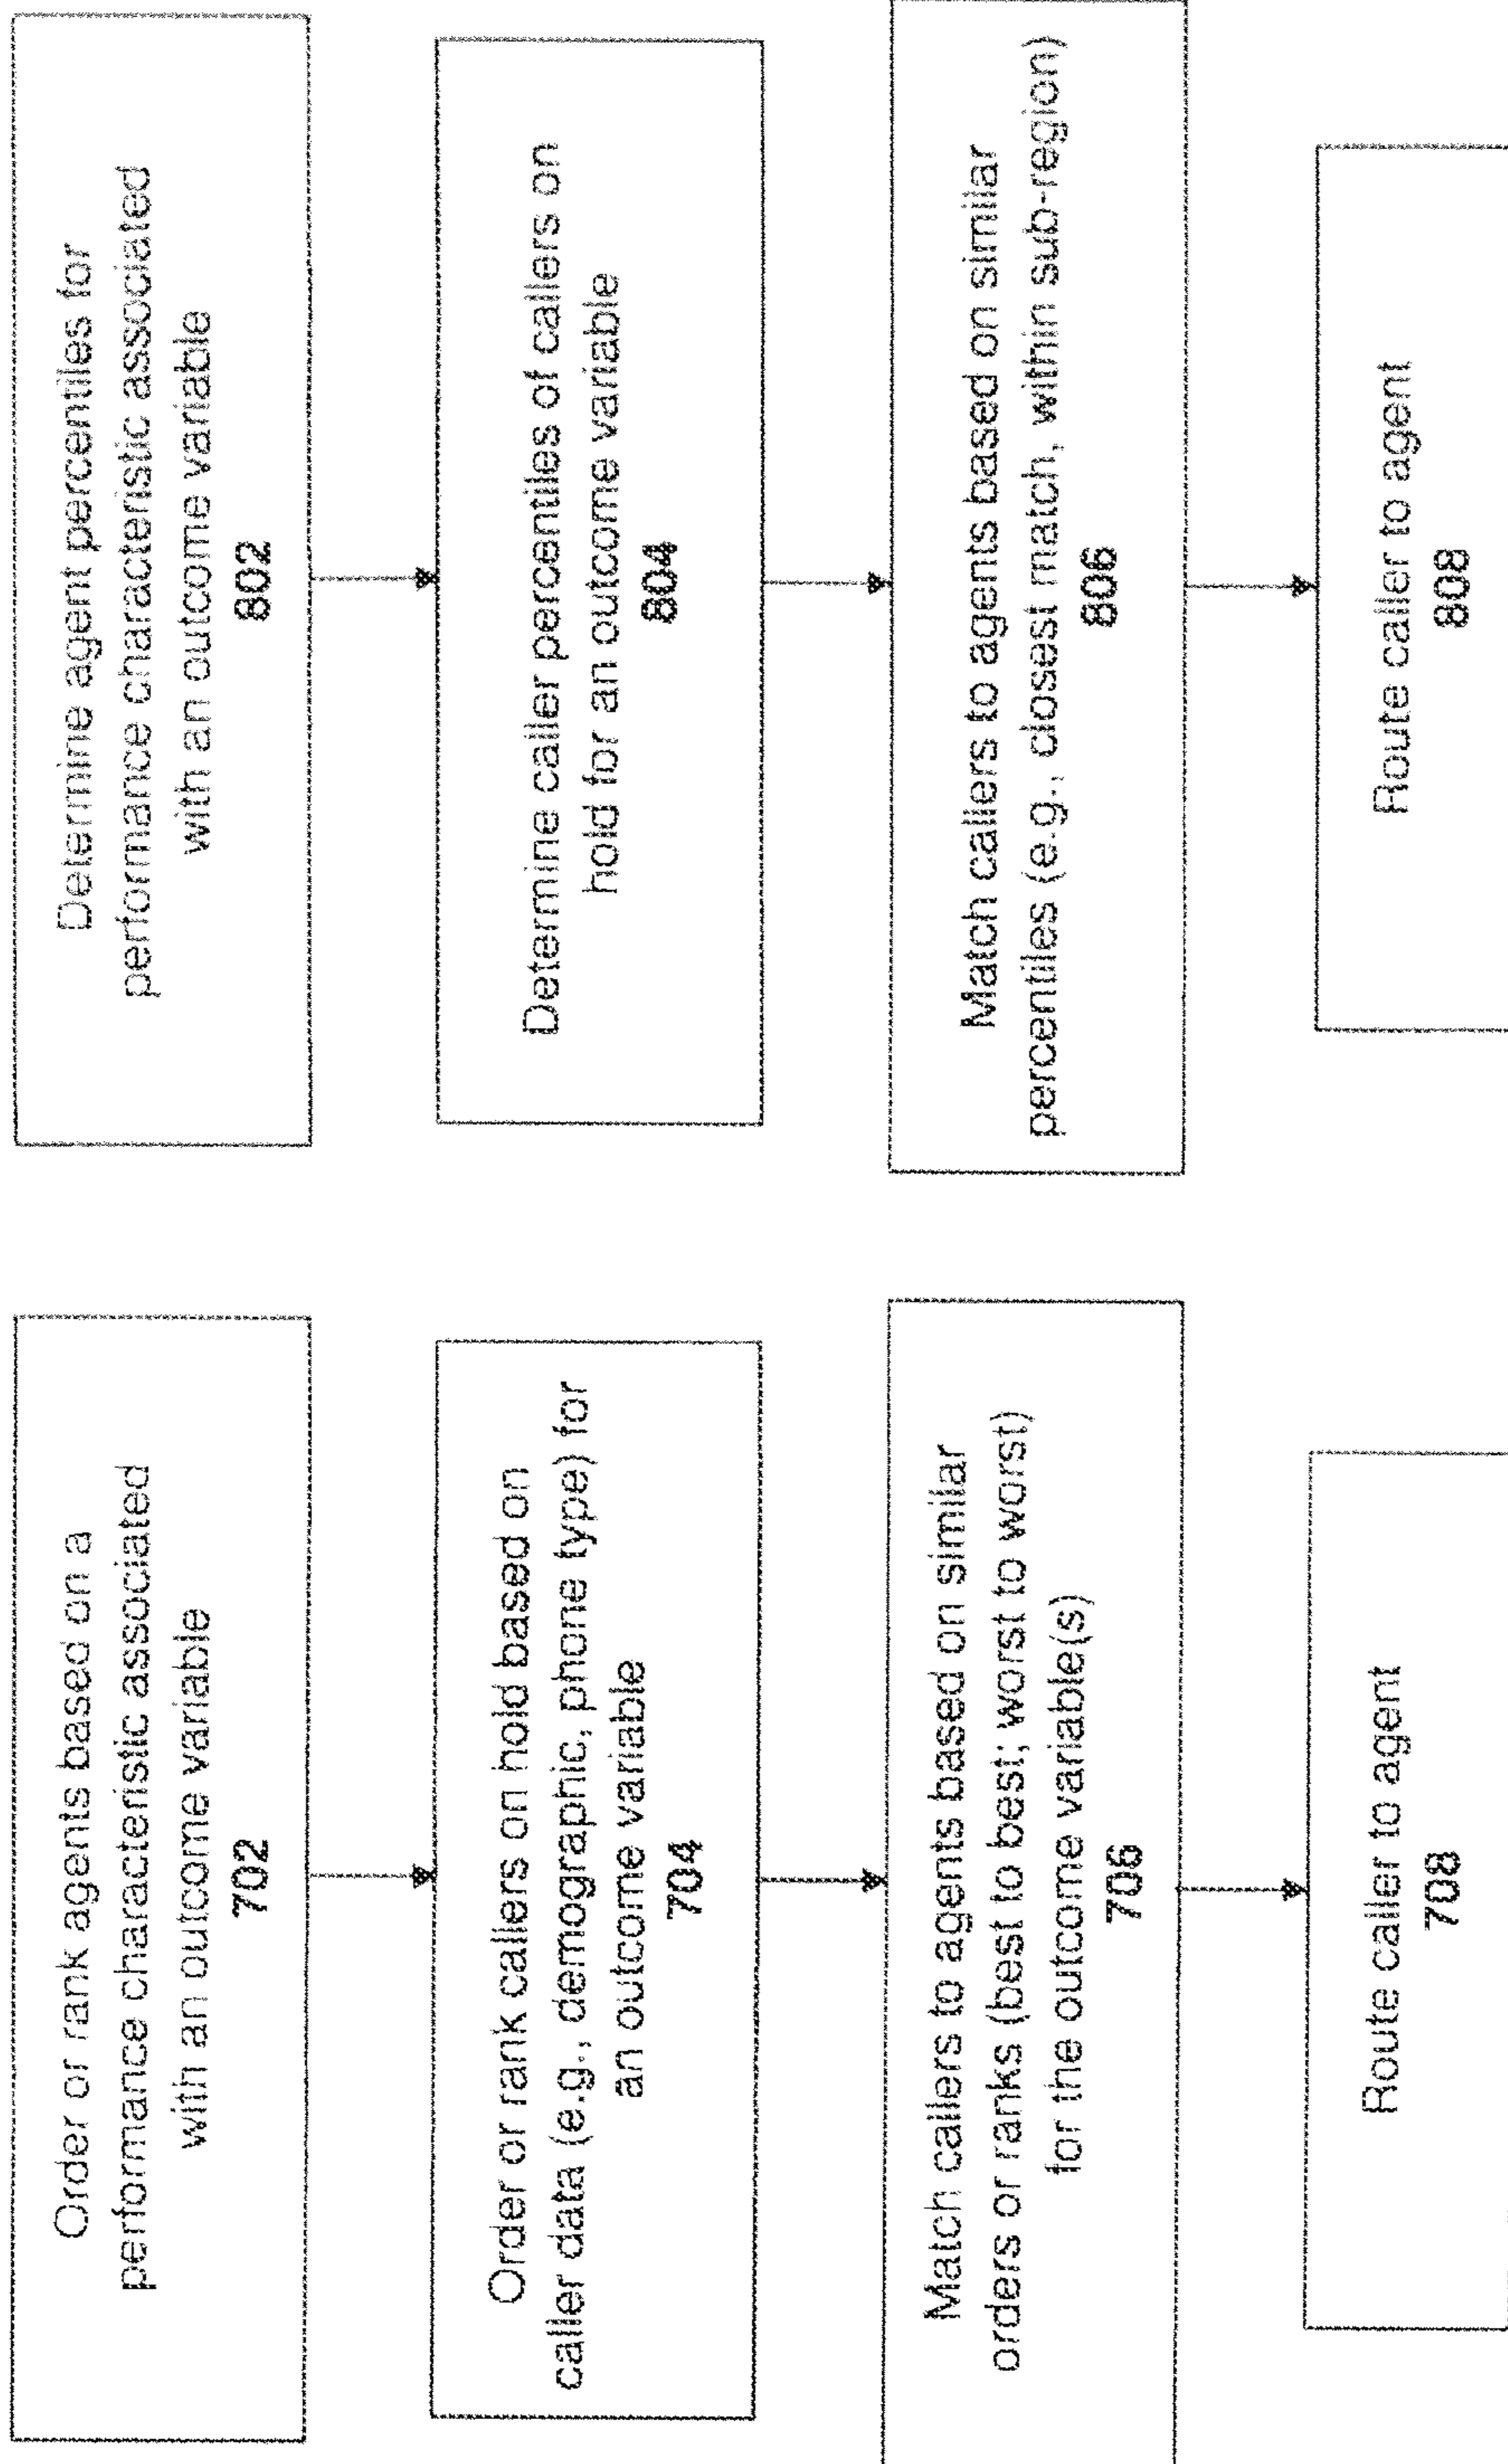 Order or rank agents based on a
performance characteristic associated
with an outcome variable
702
Order or rank callers on hold based on
caller data (e.g., demographic, phone type) for
an outcome variable
704
Match callers to agents based on similar
orders or ranks (best to best; worst to worst)
for the outcome variable(s)
706
Route caller to agent
708
Determine agent percentiles for
performance characteristic associated
with an outcome variable
802
Determine caller percentiles of callers on
hold for an outcome variable
804
Match callers to agents based on similar
percentiles (e.g., closest match, within sub-region)
806
Route caller to agent
808